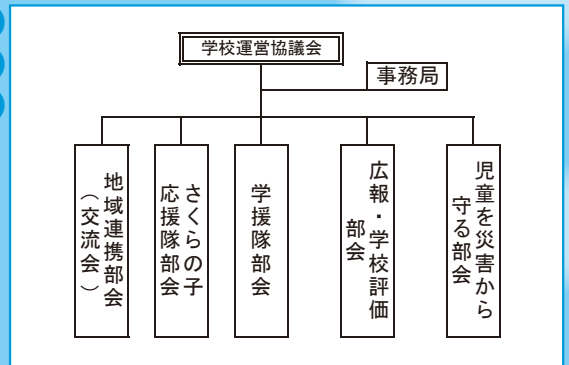 学校運営協議会
事務局
地域連携部会
（交流会）
さくらの子
応援隊部会
学援隊部会
広報・学校評価
部会
児童を災害から
守る部会